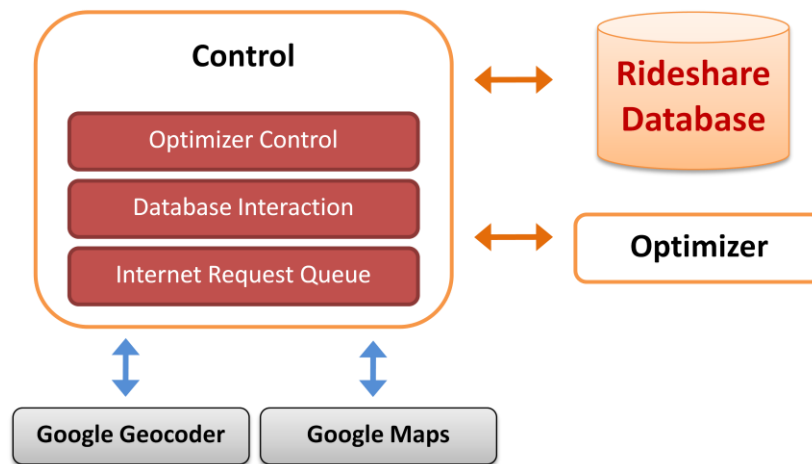 Control
Optimizer Control
Database Interaction
Internet Request Queue
Rideshare
Database
Optimizer
Google Geocoder
Google Maps